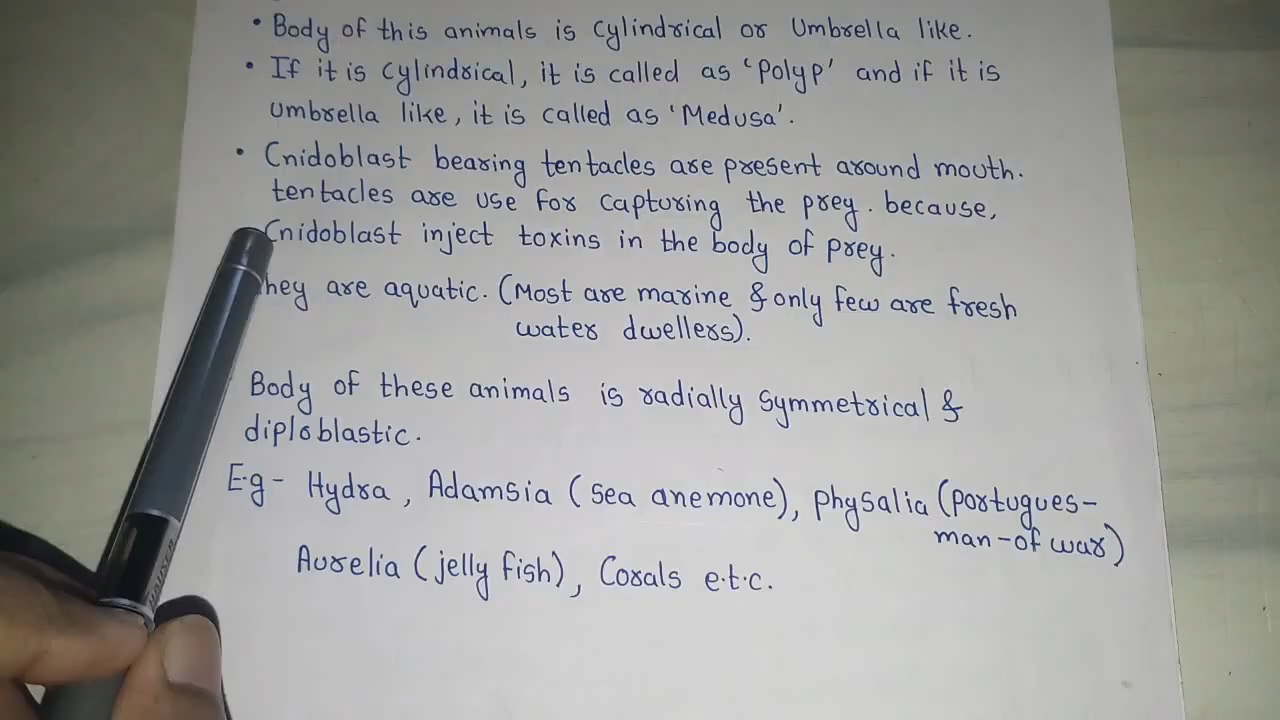 • Body of this animals is cylindrical or Umbrella like.
• If it is cylindrical, it is called as 'Polyp' and if it is
Umbrella like, it is called as 'Medusa'.
• Cnidoblast bearing tentacles are present around mouth.
tentacles are use for capturing the prey. because,
Cnidoblast inject toxins in the body of prey.
hey are aquatic. (Most are marine & only few are fresh
water dwellers).
Body of these animals is radially symmetrical &
diploblastic.
E.g - Hydra, Adamsia (sea anemone), Physalia (Portugues-
man-of war)
Aurelia (jelly fish), Corals e.t.c.